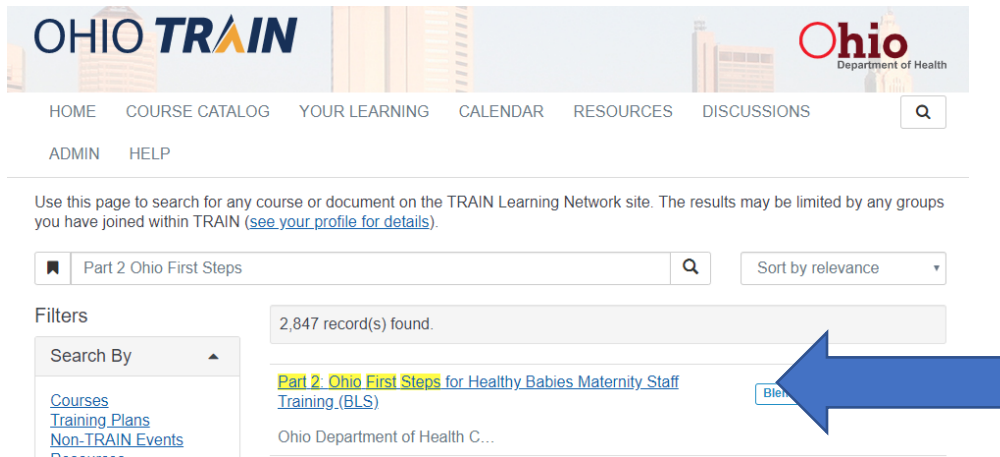 OHIO TRAIN
Ohio
Department of Health
HOME COURSE CATALOG YOUR LEARNING CALENDAR RESOURCES DISCUSSIONS
ADMIN HELP
Use this page to search for any course or document on the TRAIN Learning Network site. The results may be limited by any groups
you have joined within TRAIN (see your profile for details).
Part 2 Ohio First Steps
Sort by relevance
Filters
2,847 record(s) found.
Search By
Part 2: Ohio First Steps for Healthy Babies Maternity Staff
Training (BLS)
Courses
Training Plans
Non-TRAIN Events
Ohio Department of Health C...